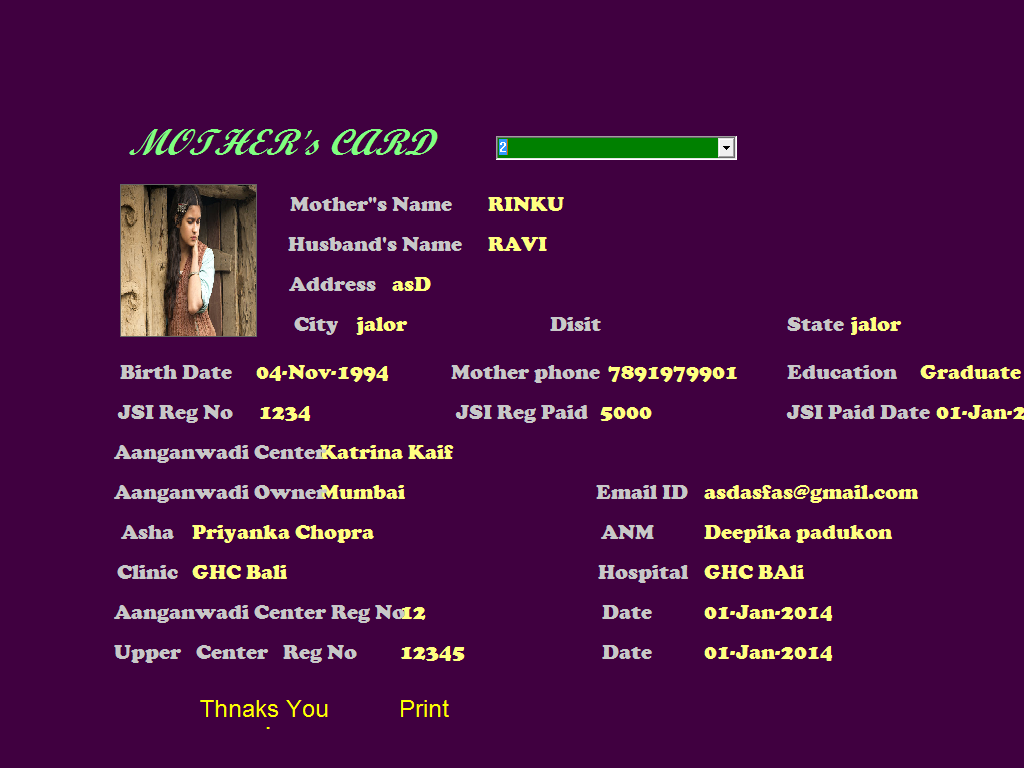 MOTHER's CARD 2
Mother"s Name RINKU
Husband's Name RAVI
Address asD
City jalor Disit State jalor
Birth Date 04-Nov-1994 Mother phone 7891979901 Education Graduate
JSI Reg No 1234 JSI Reg Paid 5000 JSI Paid Date 01-Jan-2
Aanganwadi Center Katrina Kaif
Aanganwadi Owner Mumbai Email ID asdasfas@gmail.com
Asha Priyanka Chopra ANM Deepika padukon
Clinic GHC Bali Hospital GHC BAli
Aanganwadi Center Reg No 12 Date 01-Jan-2014
Upper Center Reg No 12345 Date 01-Jan-2014
Thnaks You Print